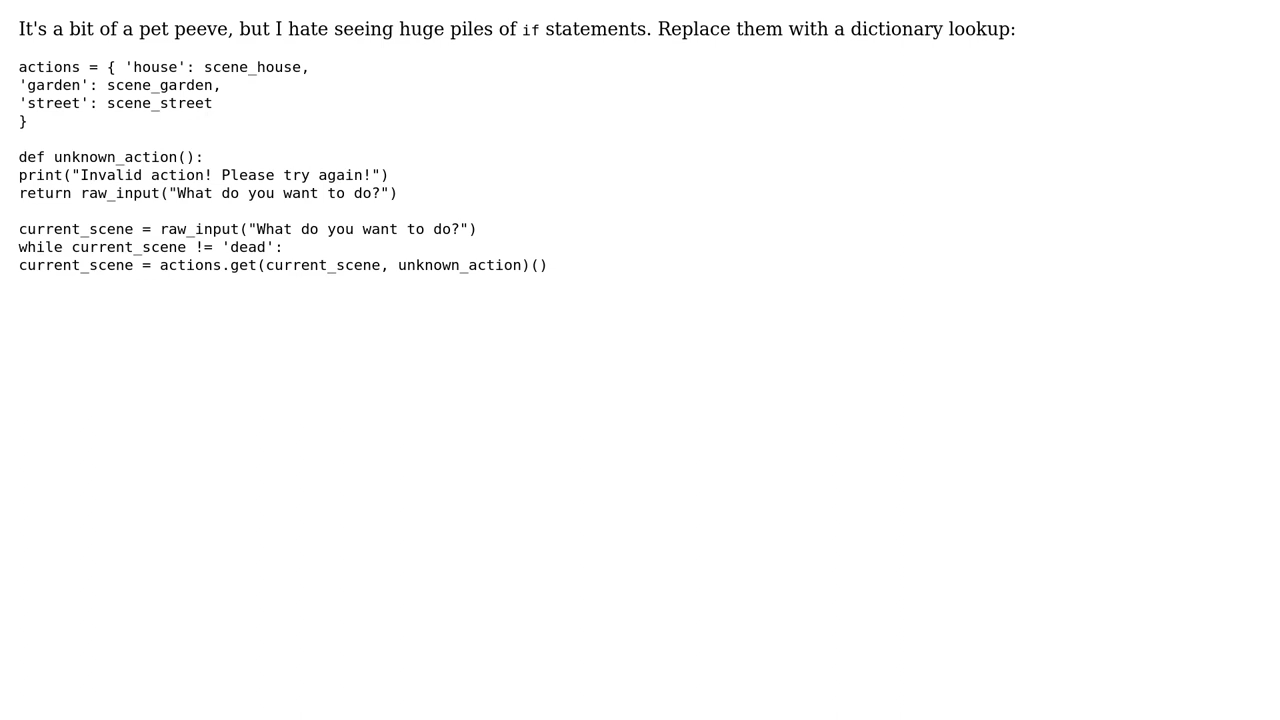 It's a bit of a pet peeve, but I hate seeing huge piles of if statements. Replace them with a dictionary lookup:
actions = { 'house': scene_house,
'garden': scene_garden,
'street': scene_street
}
def unknown_action():
print("Invalid action! Please try again!")
return raw_input("What do you want to do?")
current_scene = raw_input("What do you want to do?")
while current_scene != 'dead':
current_scene = actions.get(current_scene, unknown_action)()